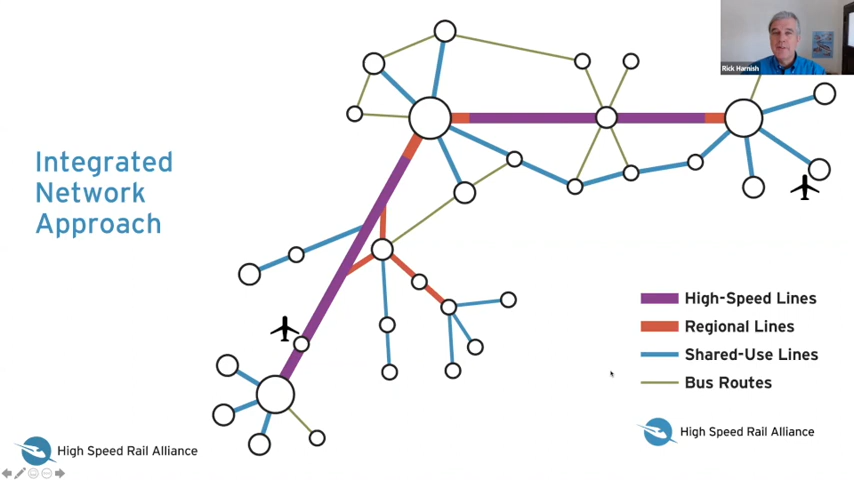 Rick Harnish
Integrated
Network
Approach
High-Speed Lines
Regional Lines
Shared-Use Lines
Bus Routes
High Speed Rail Alliance
High Speed Rail Alliance